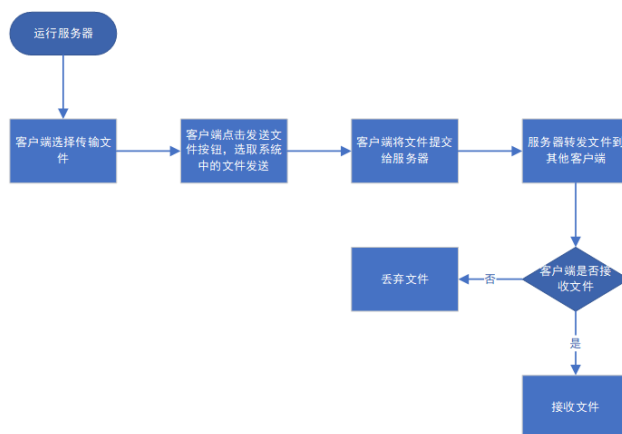 运行服务器
客户端选择传输文
件
客户端点击发送文
件按钮，选取系统
中的文件发送
客户端将文件提交
给服务器
服务器转发文件到
其他客户端
客户端是否接
收文件
否
丢弃文件
是
接收文件